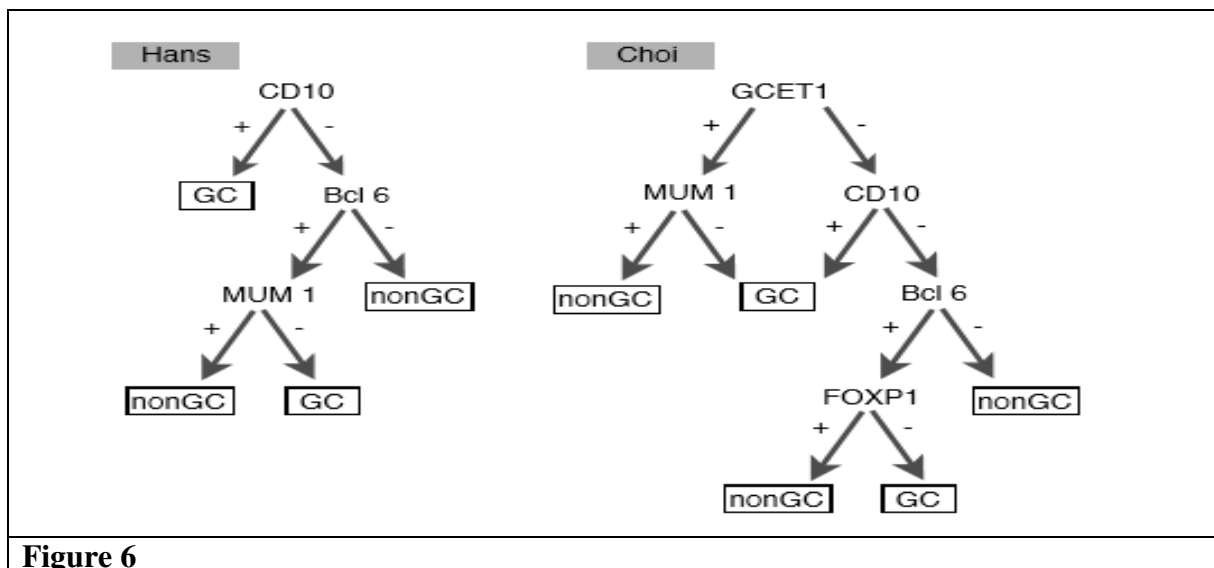 Hans
CD10
+ -
GC Bcl 6
+ -
MUM 1 nonGC
+ -
nonGC GC
Choi
GCET1
+ -
MUM 1 CD10
+ - + -
nonGC GC Bcl 6
+ -
FOXP1 nonGC
+ -
nonGC GC
Figure 6